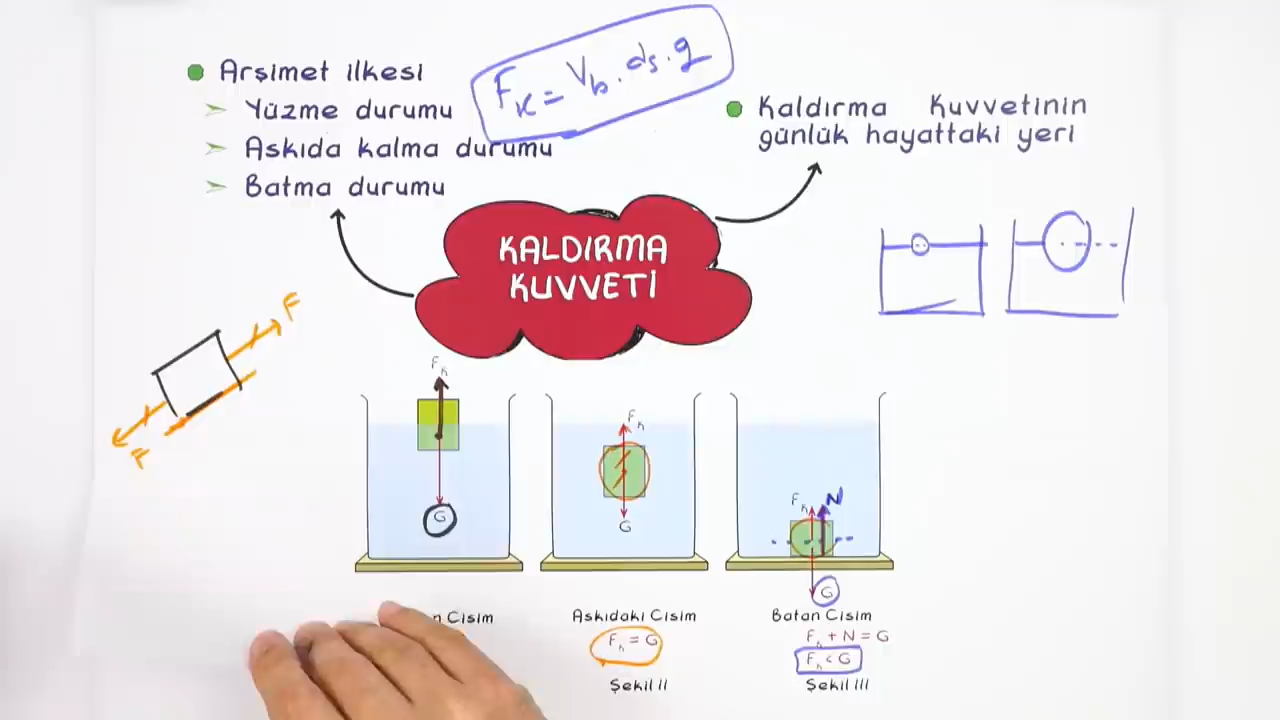 Arşimet ilkesi
Yüzme durumu
Askıda kalma durumu
Batma durumu
FK = Vb . ds . g
Kaldırma Kuvvetinin
günlük hayattaki yeri
KALDIRMA
KUVVETİ
F
F
Fk
G
Fk
G
Fk
N
G
n Cisim
Askıdaki Cisim
Fk = G
Şekil II
Batan Cisim
Fk + N = G
Fk < G
Şekil III